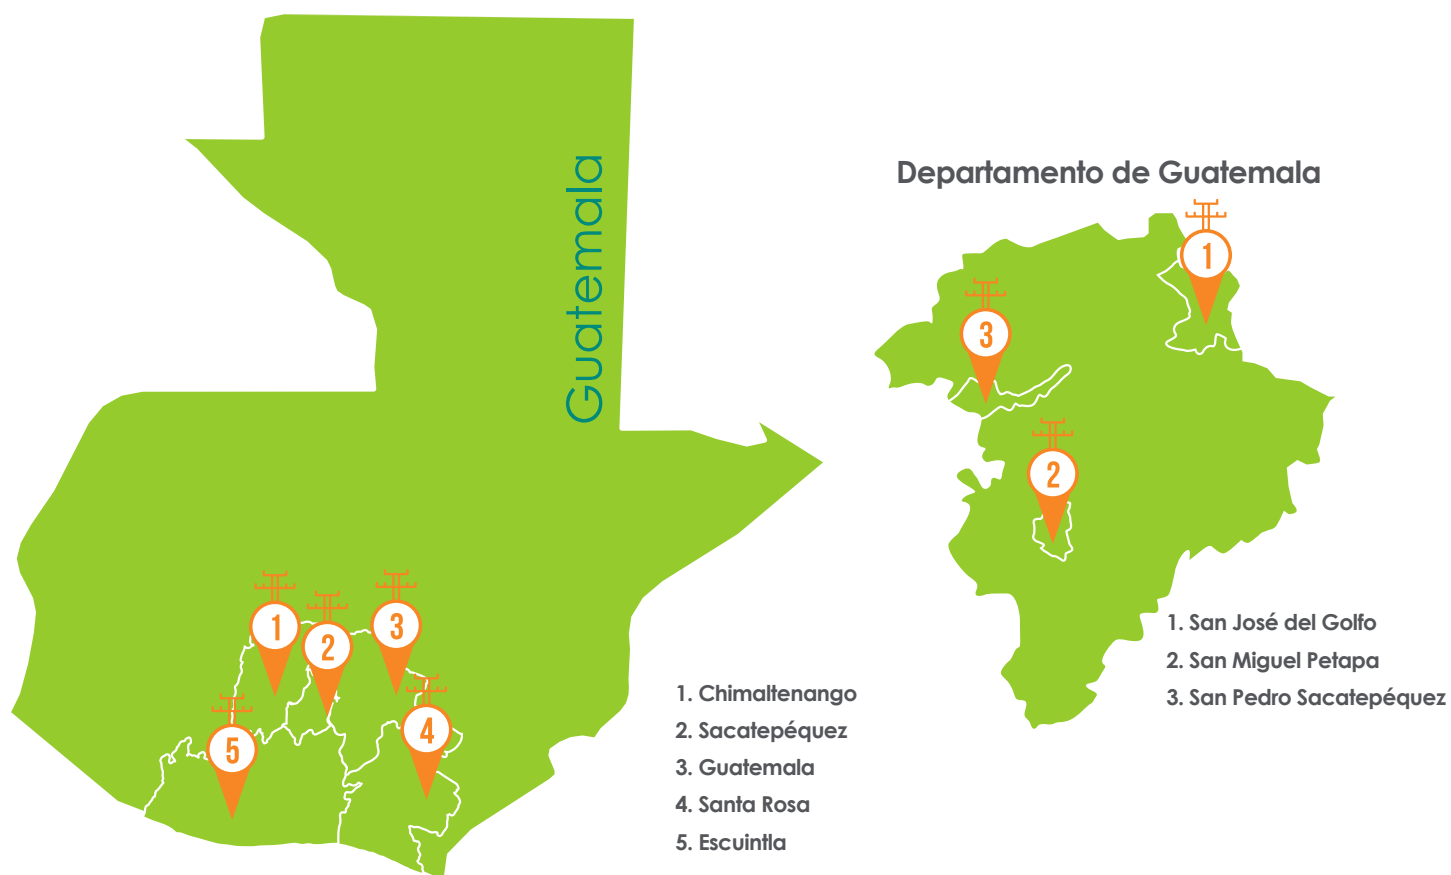 Guatemala
1
2
3
4
5
1. Chimaltenango
2. Sacatepéquez
3. Guatemala
4. Santa Rosa
5. Escuintla
Departamento de Guatemala
1
3
2
1. San José del Golfo
2. San Miguel Petapa
3. San Pedro Sacatepéquez